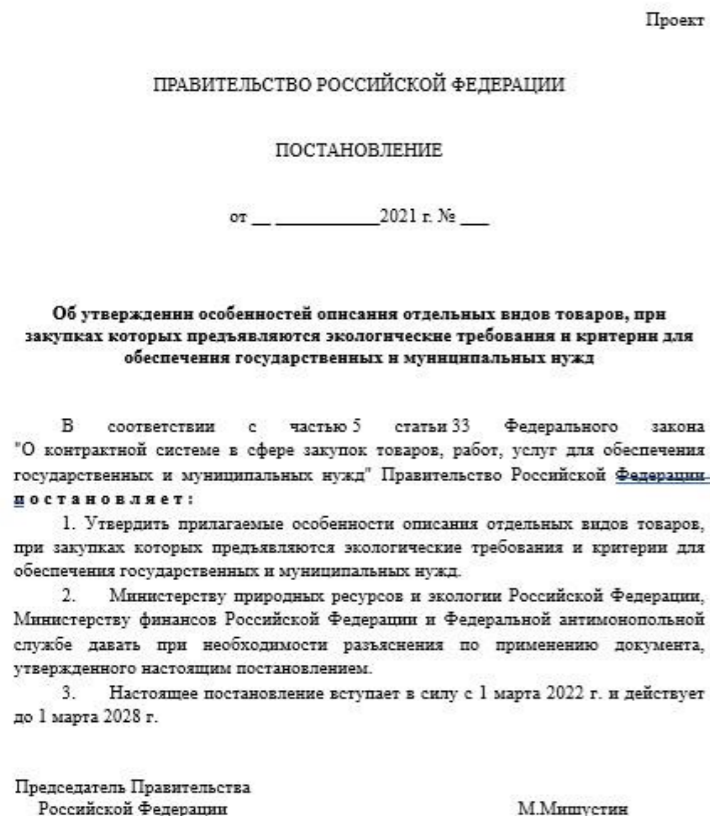 Проект
ПРАВИТЕЛЬСТВО РОССИЙСКОЙ ФЕДЕРАЦИИ
ПОСТАНОВЛЕНИЕ
от __ ____________2021 г. № ___
Об утверждении особенностей описания отдельных видов товаров, при
закупках которых предъявляются экологические требования и критерии для
обеспечения государственных и муниципальных нужд
В соответствии с частью 5 статьи 33 Федерального закона
"О контрактной системе в сфере закупок товаров, работ, услуг для обеспечения
государственных и муниципальных нужд" Правительство Российской Федерации
п о с т а н о в л я е т :
1. Утвердить прилагаемые особенности описания отдельных видов товаров,
при закупках которых предъявляются экологические требования и критерии для
обеспечения государственных и муниципальных нужд.
2. Министерству природных ресурсов и экологии Российской Федерации,
Министерству финансов Российской Федерации и Федеральной антимонопольной
службе давать при необходимости разъяснения по применению документа,
утвержденного настоящим постановлением.
3. Настоящее постановление вступает в силу с 1 марта 2022 г. и действует
до 1 марта 2028 г.
Председатель Правительства
Российской Федерации М.Мишустин